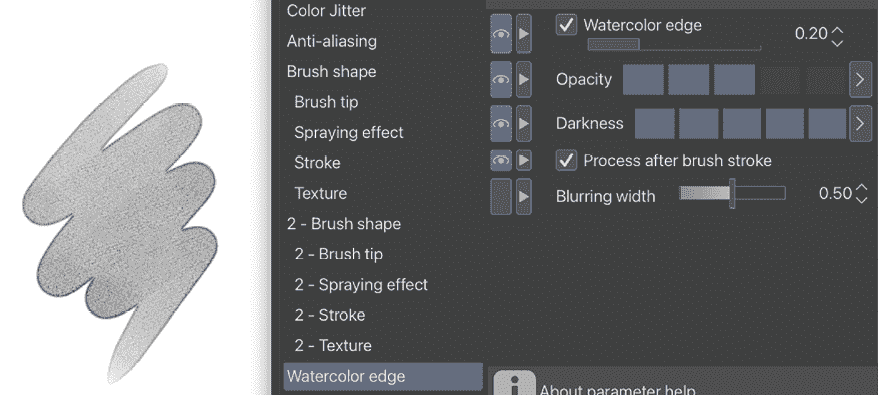 Color Jitter
Anti-aliasing
Brush shape
Brush tip
Spraying effect
Stroke
Texture
2 - Brush shape
2 - Brush tip
2 - Spraying effect
2 - Stroke
2 - Texture
Watercolor edge
Watercolor edge 0.20
Opacity
Darkness
Process after brush stroke
Blurring width 0.50
About parameter help